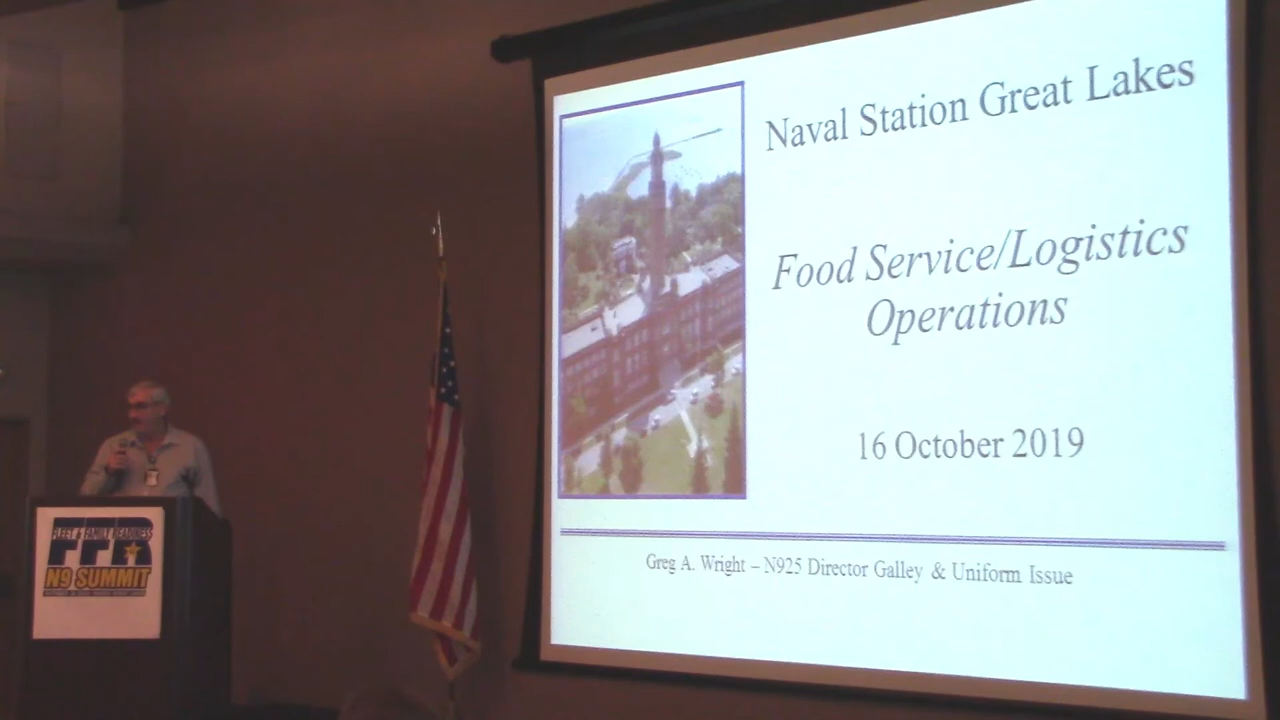 Naval Station Great Lakes
Food Service/Logistics
Operations
16 October 2019
Greg A. Wright – N925 Director Galley & Uniform Issue
FLEET & FAMILY READINESS
FFR
N9 SUMMIT